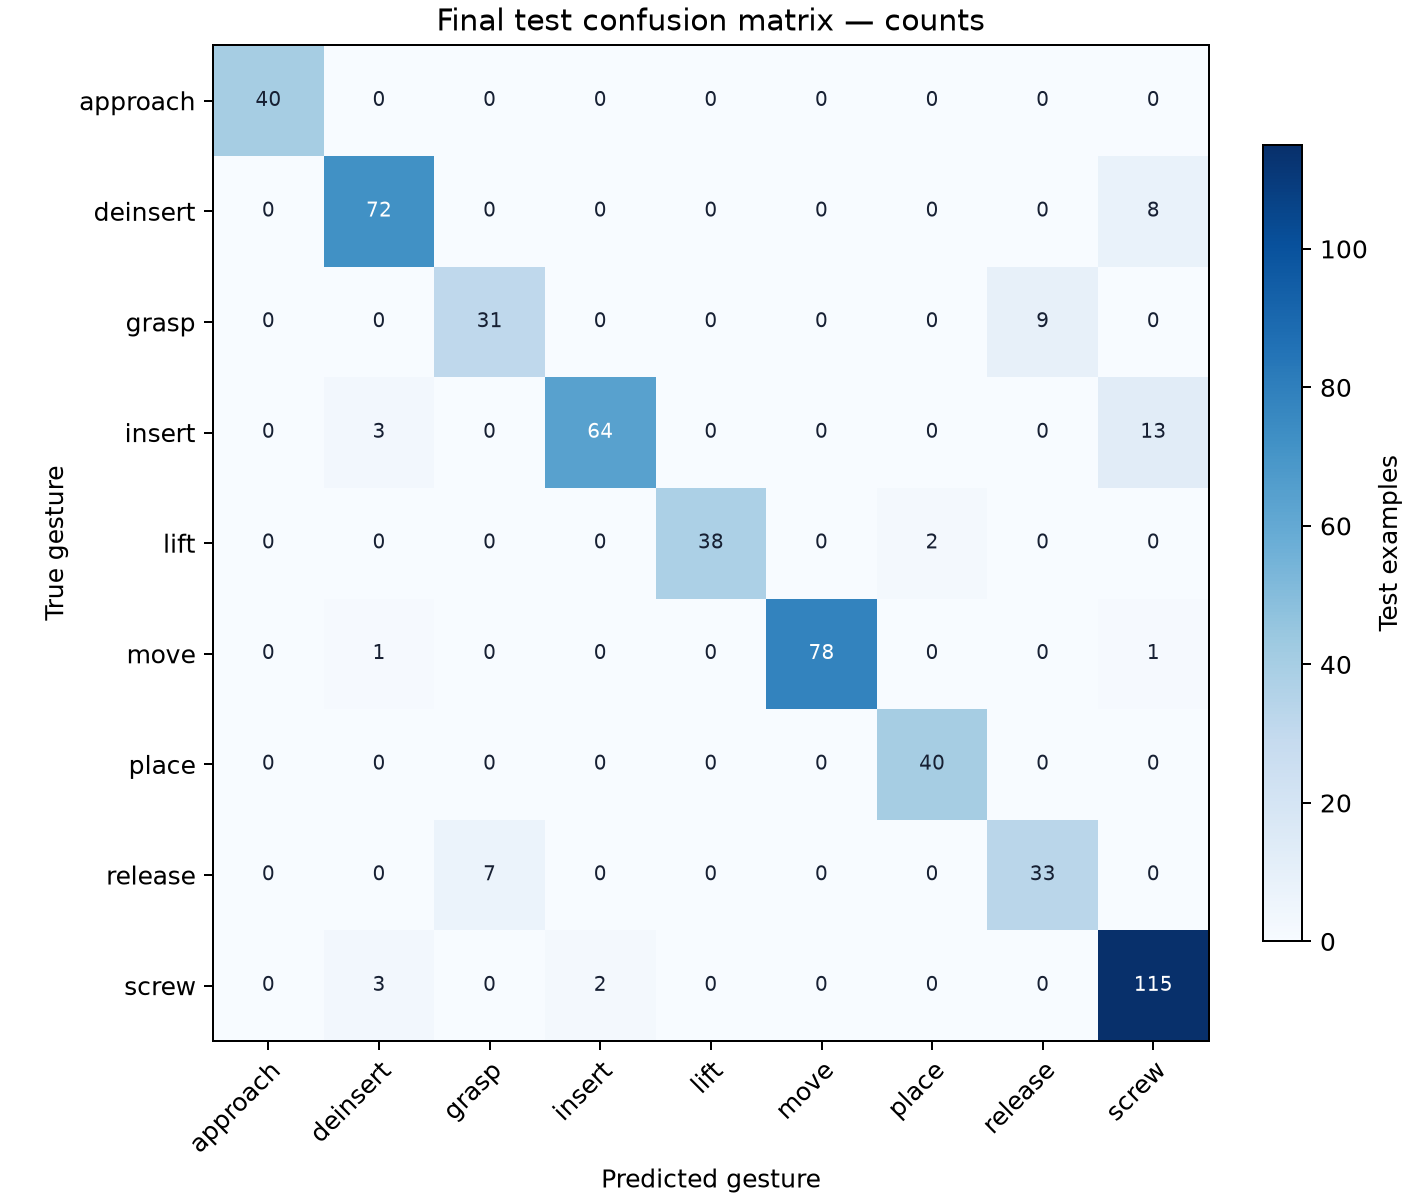 Final test confusion matrix — counts
approach 40 0 0 0 0 0 0 0 0
deinsert 0 72 0 0 0 0 0 0 8
grasp 0 0 31 0 0 0 0 9 0
insert 0 3 0 64 0 0 0 0 13
lift 0 0 0 0 38 0 2 0 0
move 0 1 0 0 0 78 0 0 1
place 0 0 0 0 0 0 40 0 0
release 0 0 7 0 0 0 0 33 0
screw 0 3 0 2 0 0 0 0 115
approach deinsert grasp insert lift move place release screw
Predicted gesture
True gesture
100
80
60
40
20
0
Test examples